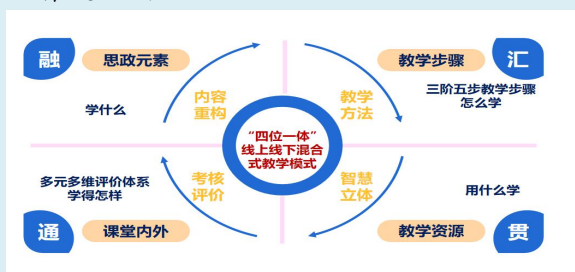 融
思政元素
学什么
内容
重构
教学
方法
教学步骤
汇
三阶五步教学步骤
怎么学
“四位一体”
线上线下混合
式教学模式
多元多维评价体系
学得怎样
考核
评价
通
课堂内外
智慧
立体
用什么学
教学资源
贯